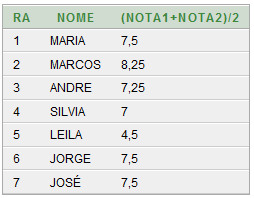 RA NOME (NOTA1+NOTA2)/2
1 MARIA 7,5
2 MARCOS 8,25
3 ANDRE 7,25
4 SILVIA 7
5 LEILA 4,5
6 JORGE 7,5
7 JOSÉ 7,5